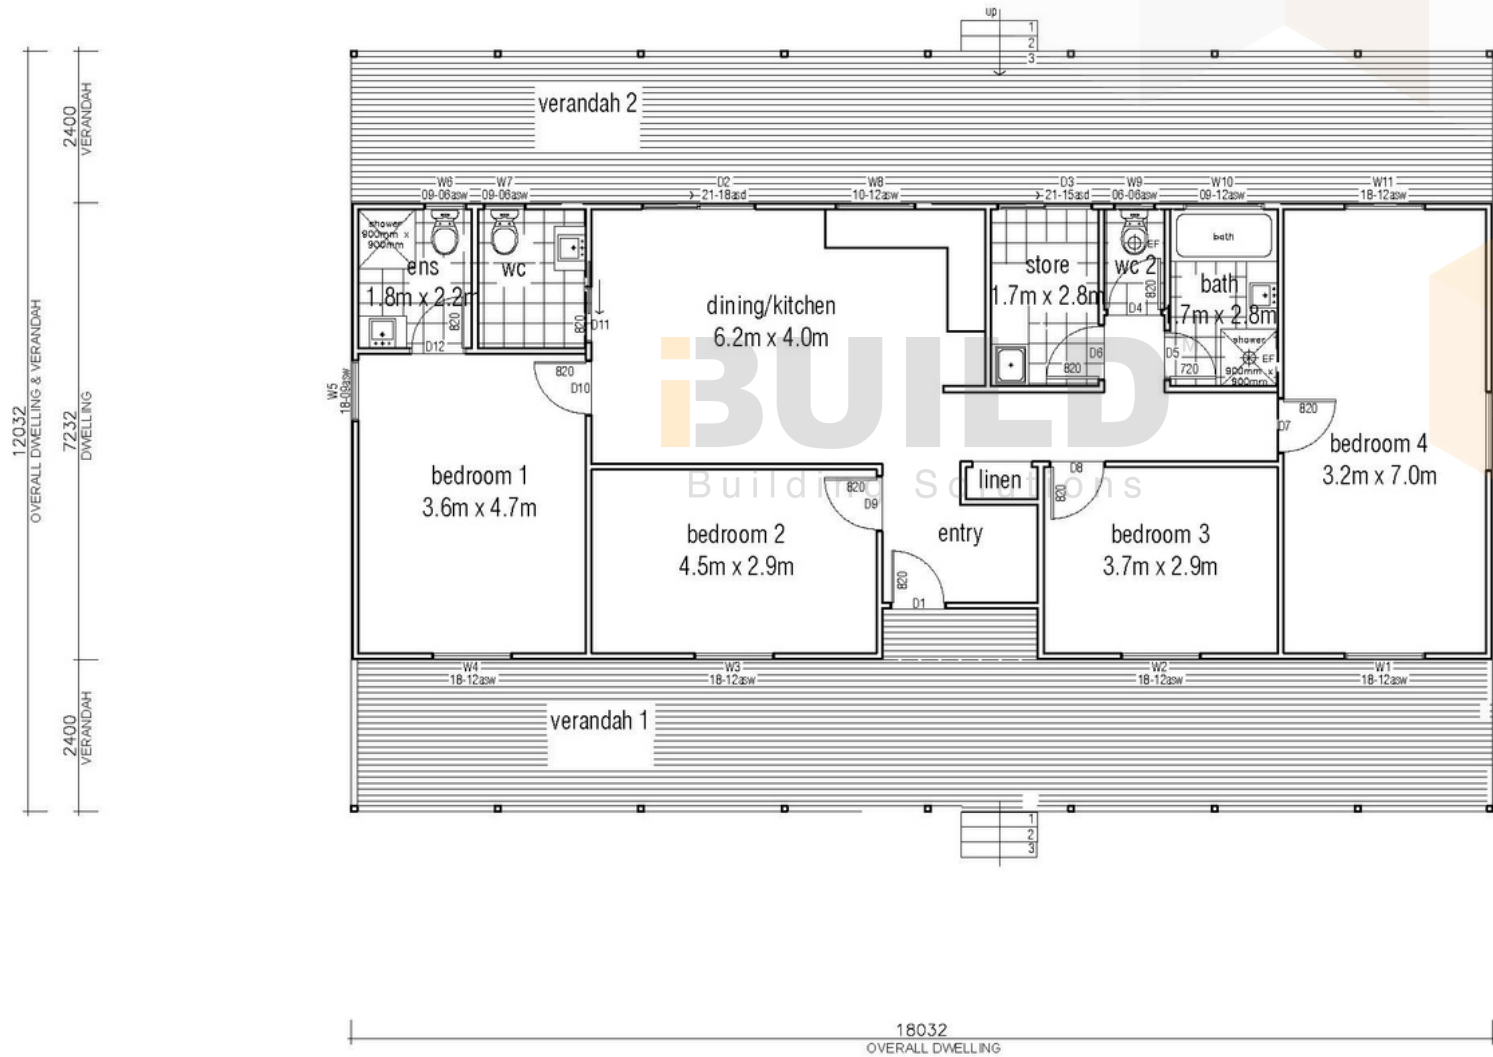 up
1
2
3
verandah 2
2400
VERANDAH
W6
09-06asw
W7
09-06asw
D2
21-18asd
W8
10-12asw
D3
21-15asd
W9
06-06asw
W10
09-12asw
W11
18-12asw
shower
900mm x
900mm
ens
1.8m x 2.2m
820
D12
wc
820
D11
dining/kitchen
6.2m x 4.0m
store
1.7m x 2.8m
820
D6
wc 2
EF
820
D4
bath
bath
.7m x 2.8m
D5
720
shower
EF
900mm x
900mm
W5
18-09asw
820
D10
iBUILD
Building Solutions
TM
820
D7
12032
OVERALL DWELLING & VERANDAH
7232
DWELLING
bedroom 1
3.6m x 4.7m
bedroom 2
4.5m x 2.9m
820
D9
linen
entry
820
D1
D8
820
bedroom 3
3.7m x 2.9m
bedroom 4
3.2m x 7.0m
W4
18-12asw
W3
18-12asw
W2
18-12asw
W1
18-12asw
2400
VERANDAH
verandah 1
1
2
3
18032
OVERALL DWELLING